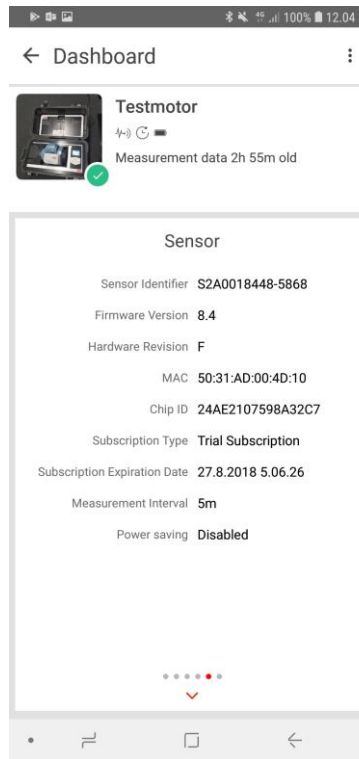 4G 100% 12.04
Dashboard
Testmotor
Measurement data 2h 55m old
Sensor
Sensor Identifier S2A0018448-5868
Firmware Version 8.4
Hardware Revision F
MAC 50:31:AD:00:4D:10
Chip ID 24AE2107598A32C7
Subscription Type Trial Subscription
Subscription Expiration Date 27.8.2018 5.06.26
Measurement Interval 5m
Power saving Disabled